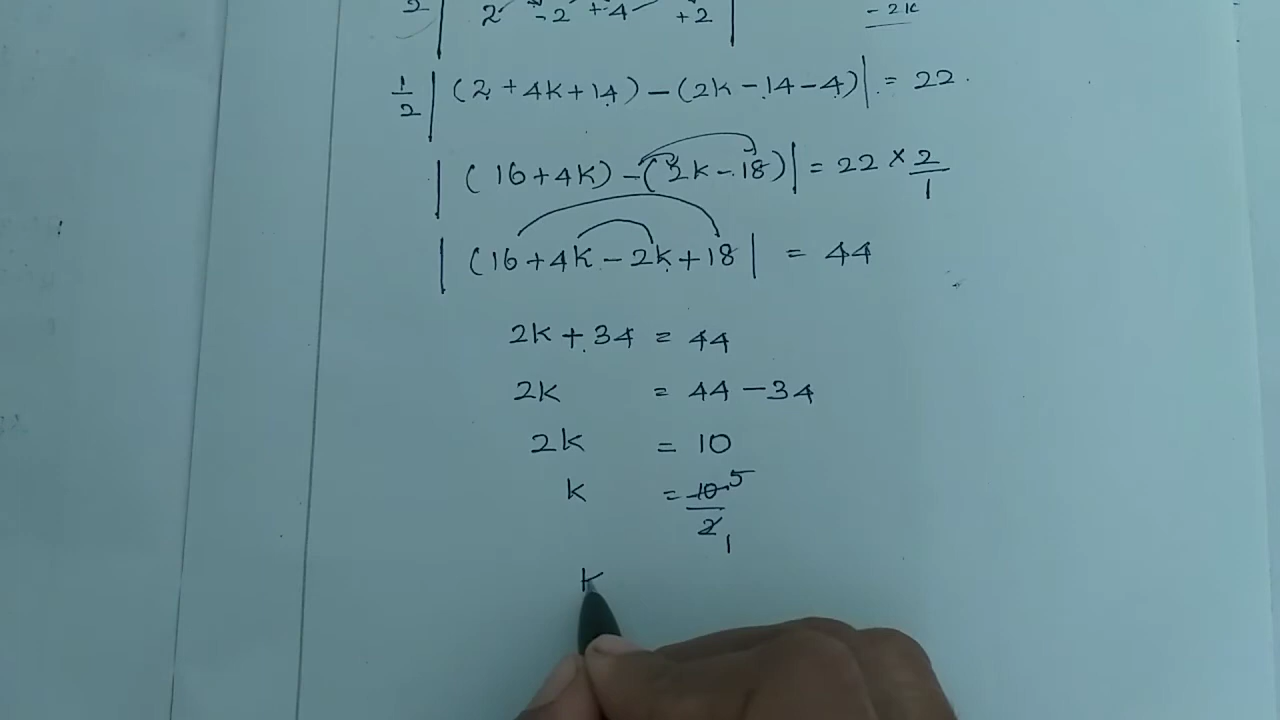 2 | 2 -2 +4 +2 | -2k
1/2 | (2 + 4k + 14) - (2k - 14 - 4) | = 22.
| (16 + 4k) - (2k - 18) | = 22 × 2/1
| (16 + 4k - 2k + 18 | = 44
2k + 34 = 44
2k = 44 - 34
2k = 10
k = 10/2 5 1
k